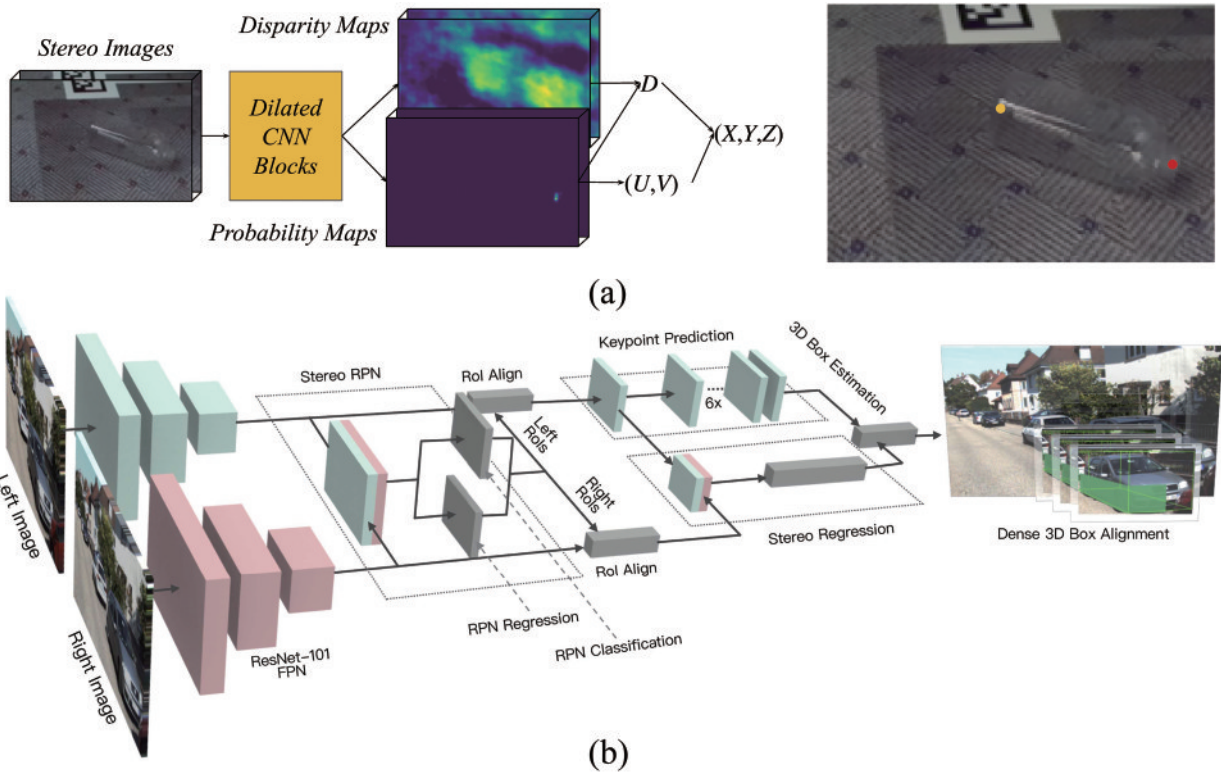 Stereo Images
Dilated
CNN
Blocks
Disparity Maps
Probability Maps
D
(U,V)
(X,Y,Z)
(a)
Left Image
Right Image
ResNet-101
FPN
Stereo RPN
RoI Align
Left
RoIs
Right
RoIs
RoI Align
RPN Regression
RPN Classification
Keypoint Prediction
6x
3D Box Estimation
Stereo Regression
Dense 3D Box Alignment
(b)